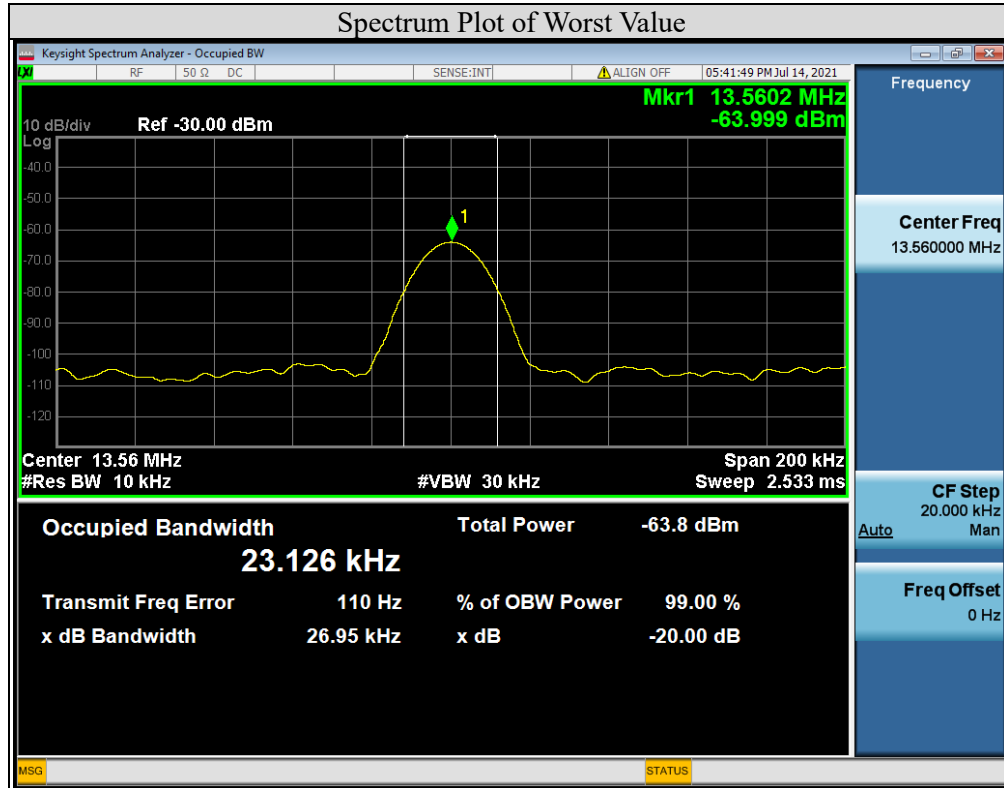 Spectrum Plot of Worst Value
Keysight Spectrum Analyzer - Occupied BW
LXI RF 50 Ω DC SENSE:INT ALIGN OFF 05:41:49 PM Jul 14, 2021
Mkr1 13.5602 MHz
-63.999 dBm
10 dB/div Ref -30.00 dBm
Log
-40.0
-50.0
1
-60.0
-70.0
-80.0
-90.0
-100
-110
-120
Center 13.56 MHz Span 200 kHz
#Res BW 10 kHz #VBW 30 kHz Sweep 2.533 ms
Occupied Bandwidth Total Power -63.8 dBm
23.126 kHz
Transmit Freq Error 110 Hz % of OBW Power 99.00 %
x dB Bandwidth 26.95 kHz x dB -20.00 dB
Frequency
Center Freq
13.560000 MHz
CF Step
20.000 kHz
Auto Man
Freq Offset
0 Hz
MSG STATUS